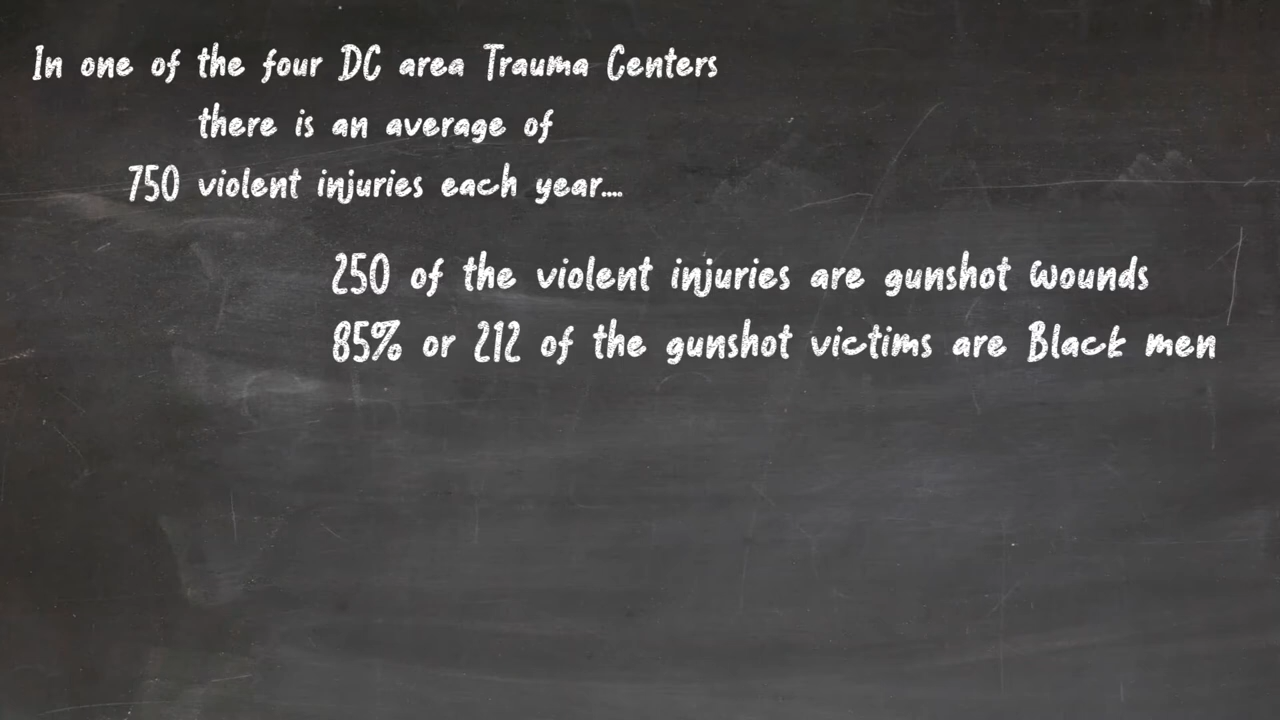 In one of the four DC area Trauma Centers
there is an average of
750 violent injuries each year....
250 of the violent injuries are gunshot wounds
85% or 212 of the gunshot victims are Black men